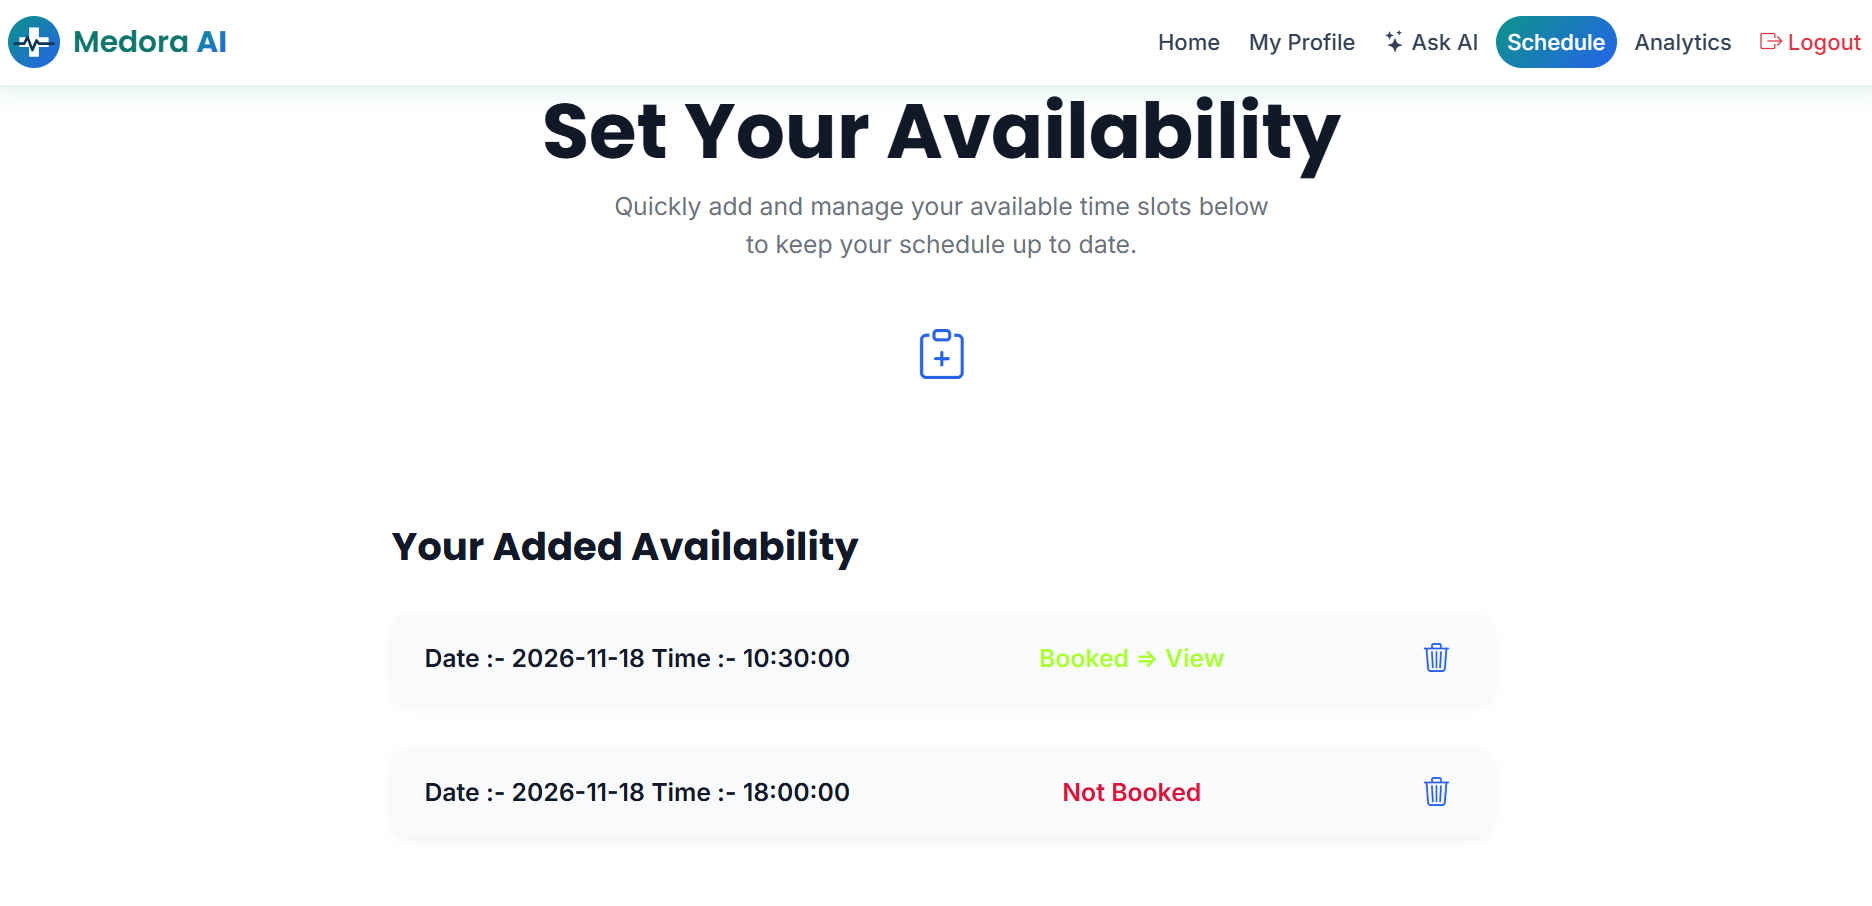 Medora AI
Home My Profile Ask AI Schedule Analytics Logout
Set Your Availability
Quickly add and manage your available time slots below
to keep your schedule up to date.
Your Added Availability
Date :- 2026-11-18 Time :- 10:30:00 Booked ⇒ View
Date :- 2026-11-18 Time :- 18:00:00 Not Booked